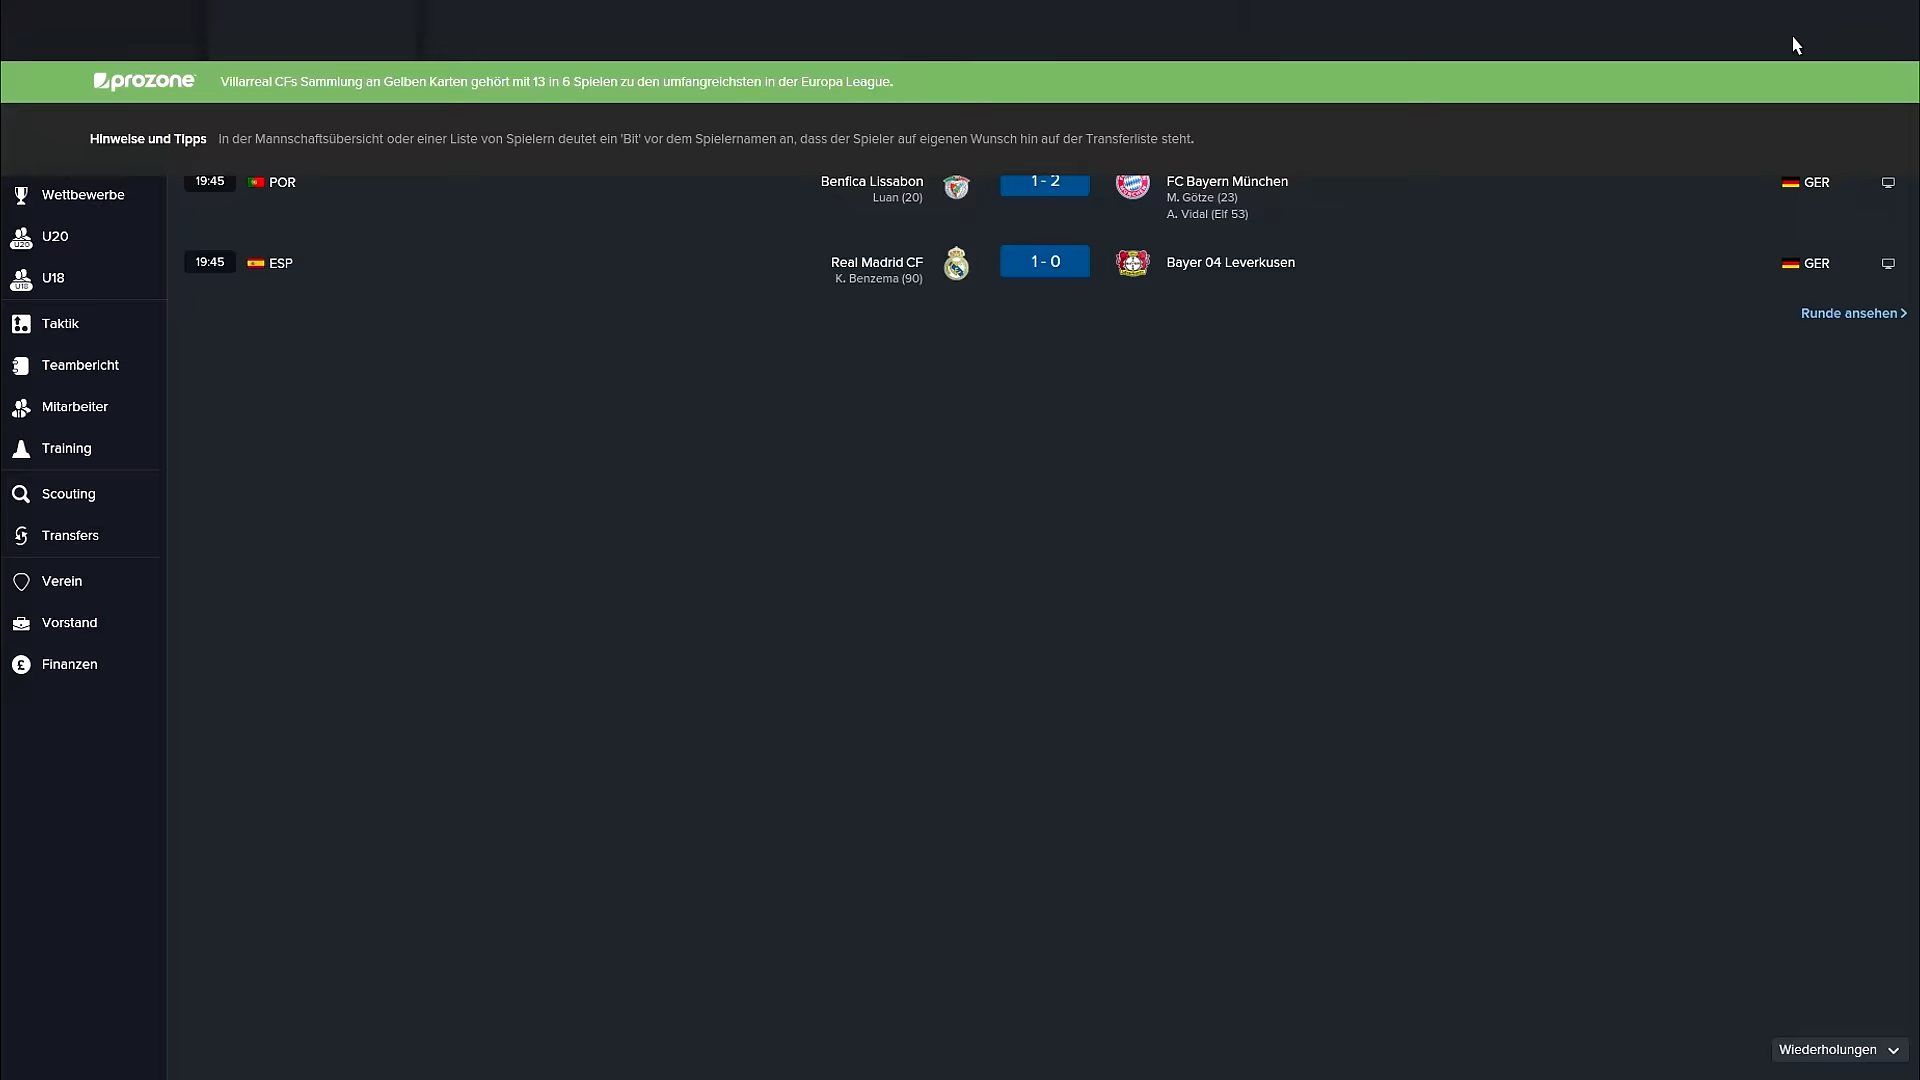 prozone Villarreal CFs Sammlung an Gelben Karten gehört mit 13 in 6 Spielen zu den umfangreichsten in der Europa League.
Hinweise und Tipps In der Mannschaftsübersicht oder einer Liste von Spielern deutet ein 'Bit' vor dem Spielernamen an, dass der Spieler auf eigenen Wunsch hin auf der Transferliste steht.
19:45 POR Benfica Lissabon 1 - 2 FC Bayern München GER
Luan (20) M. Götze (23)
A. Vidal (Elf 53)
19:45 ESP Real Madrid CF 1 - 0 Bayer 04 Leverkusen GER
K. Benzema (90)
Runde ansehen
Wettbewerbe
U20
U20
U18
U18
Taktik
Teambericht
Mitarbeiter
Training
Scouting
Transfers
Verein
Vorstand
£ Finanzen
Wiederholungen